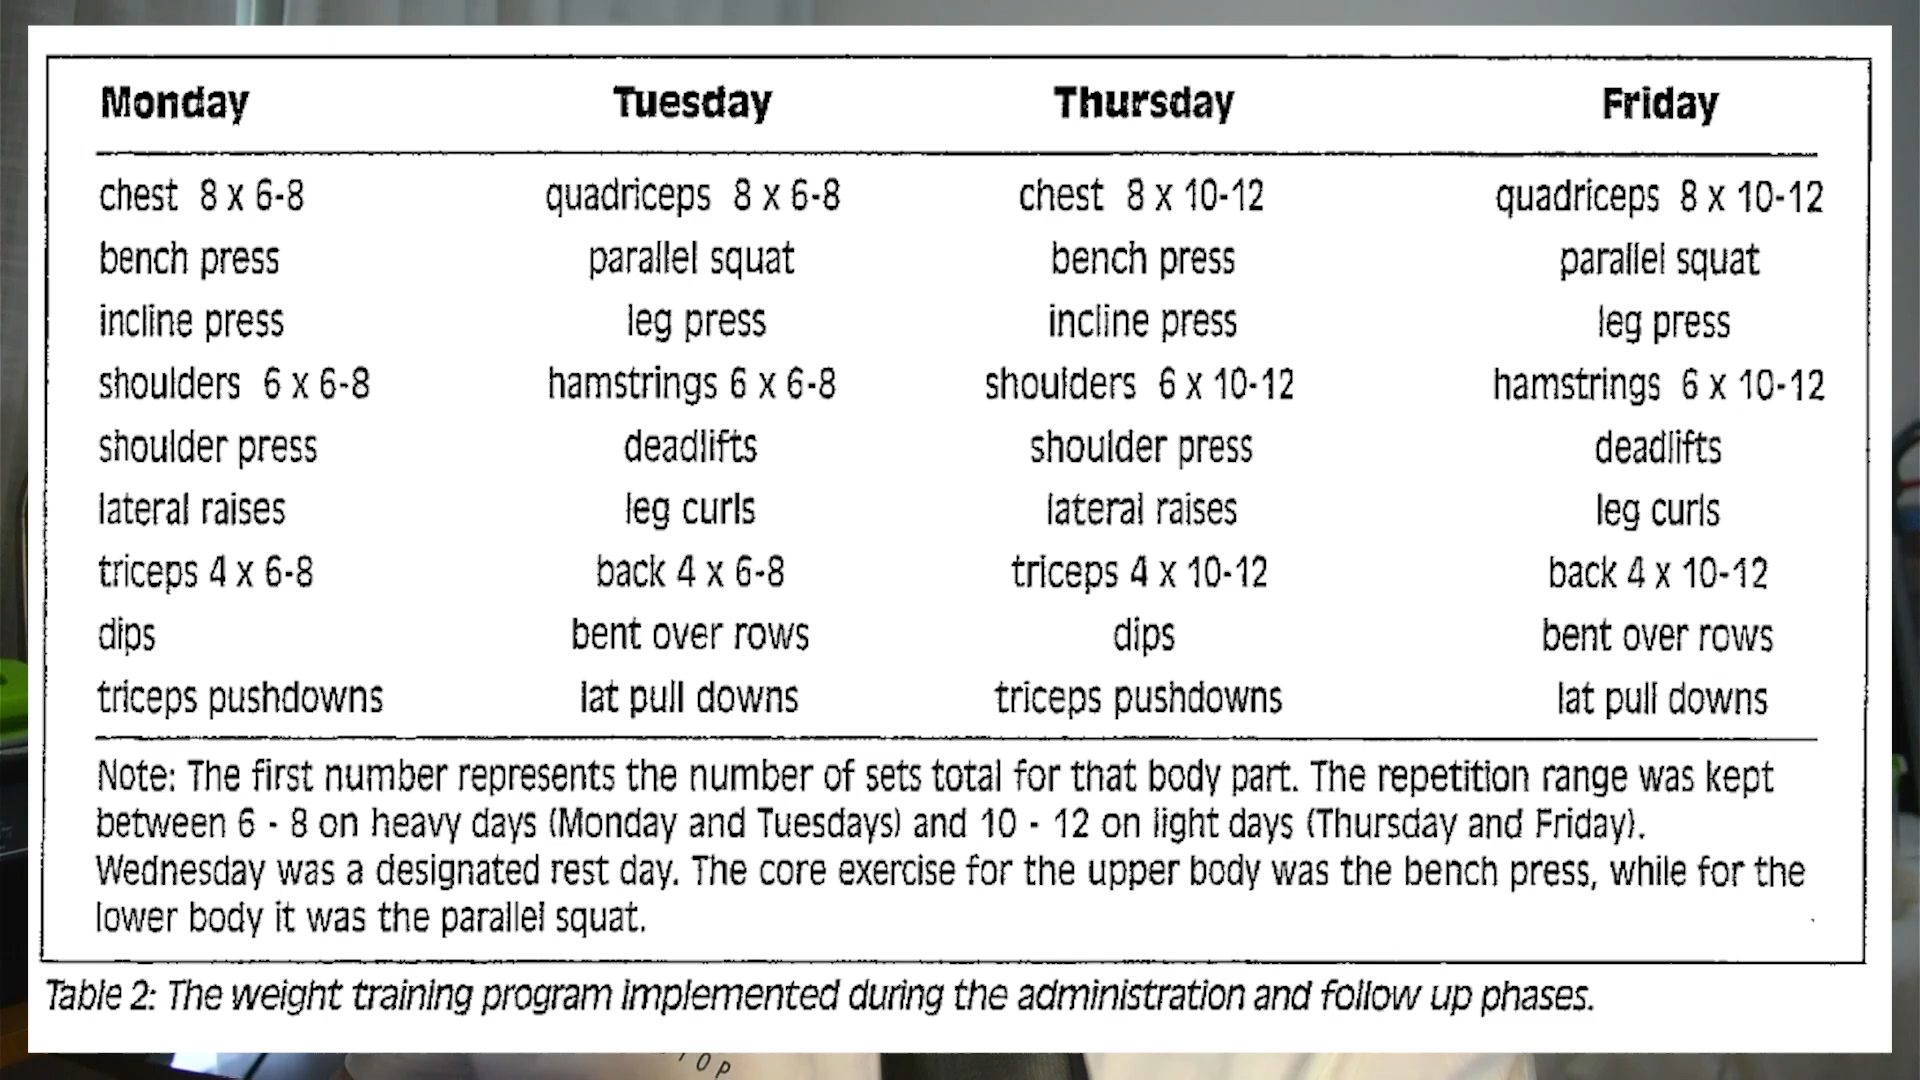 Monday Tuesday Thursday Friday
chest 8 x 6-8 quadriceps 8 x 6-8 chest 8 x 10-12 quadriceps 8 x 10-12
bench press parallel squat bench press parallel squat
incline press leg press incline press leg press
shoulders 6 x 6-8 hamstrings 6 x 6-8 shoulders 6 x 10-12 hamstrings 6 x 10-12
shoulder press deadlifts shoulder press deadlifts
lateral raises leg curls lateral raises leg curls
triceps 4 x 6-8 back 4 x 6-8 triceps 4 x 10-12 back 4 x 10-12
dips bent over rows dips bent over rows
triceps pushdowns lat pull downs triceps pushdowns lat pull downs
Note: The first number represents the number of sets total for that body part. The repetition range was kept
between 6 - 8 on heavy days (Monday and Tuesdays) and 10 - 12 on light days (Thursday and Friday).
Wednesday was a designated rest day. The core exercise for the upper body was the bench press, while for the
lower body it was the parallel squat.
Table 2: The weight training program implemented during the administration and follow up phases.